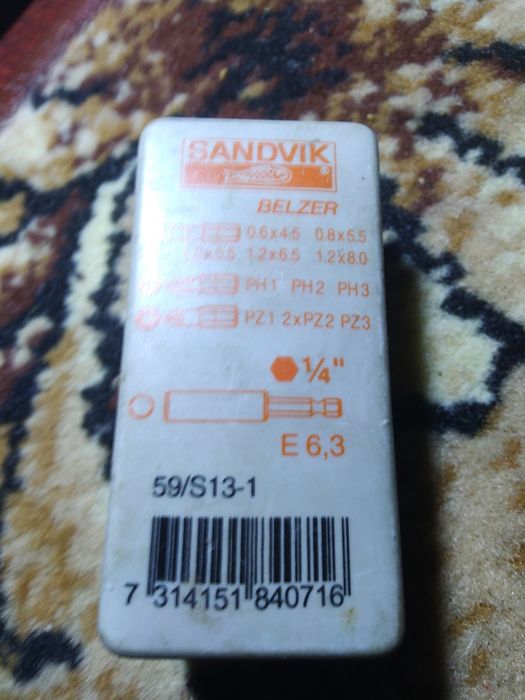 SANDVIK
®
BELZER
0.6x4.5 0.8x5.5
1.2x6.5 1.2x8.0
PH1 PH2 PH3
PZ1 2xPZ2 PZ3
1/4"
E 6,3
59/S13-1
7 314151 840716